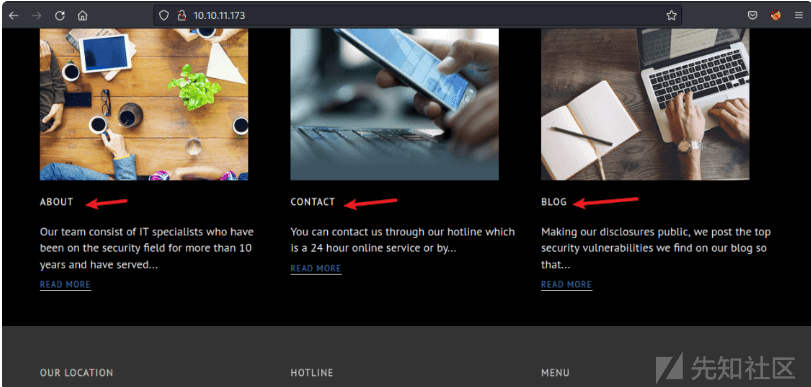 10.10.11.173
ABOUT
CONTACT
BLOG
Our team consist of IT specialists who have
been on the security field for more than 10
years and have served...
READ MORE
You can contact us through our hotline which
is a 24 hour online service or by...
READ MORE
Making our disclosures public, we post the top
security vulnerabilities we find on our blog so
that...
READ MORE
OUR LOCATION
HOTLINE
MENU
先知社区